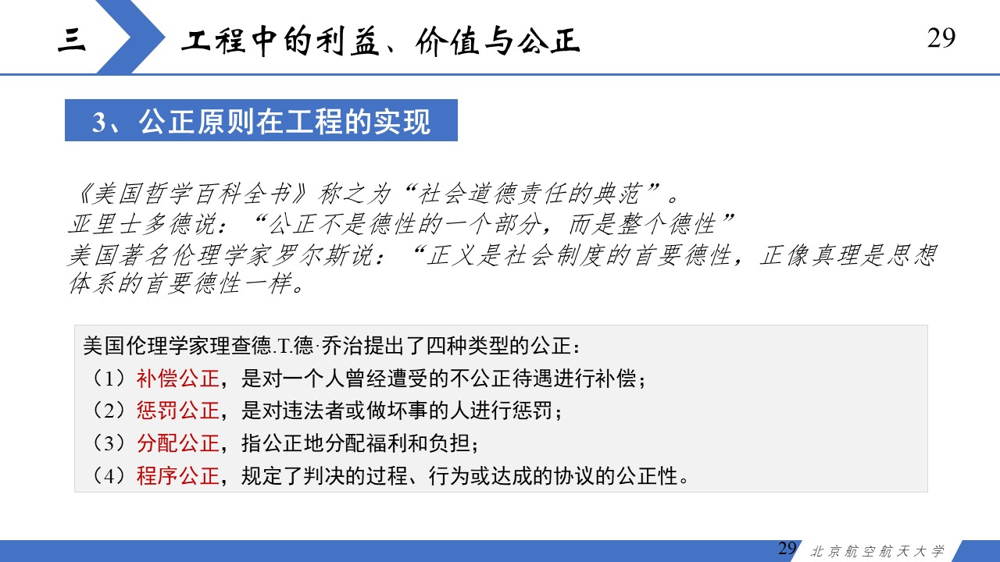 三
工程中的利益、价值与公正
29
3、公正原则在工程的实现
《美国哲学百科全书》称之为“社会道德责任的典范”。
亚里士多德说：“公正不是德性的一个部分，而是整个德性”
美国著名伦理学家罗尔斯说：“正义是社会制度的首要德性，正像真理是思想
体系的首要德性一样。
美国伦理学家理查德.T.德·乔治提出了四种类型的公正：
（1）补偿公正，是对一个人曾经遭受的不公正待遇进行补偿；
（2）惩罚公正，是对违法者或做坏事的人进行惩罚；
（3）分配公正，指公正地分配福利和负担；
（4）程序公正，规定了判决的过程、行为或达成的协议的公正性。
29
北京航空航天大学